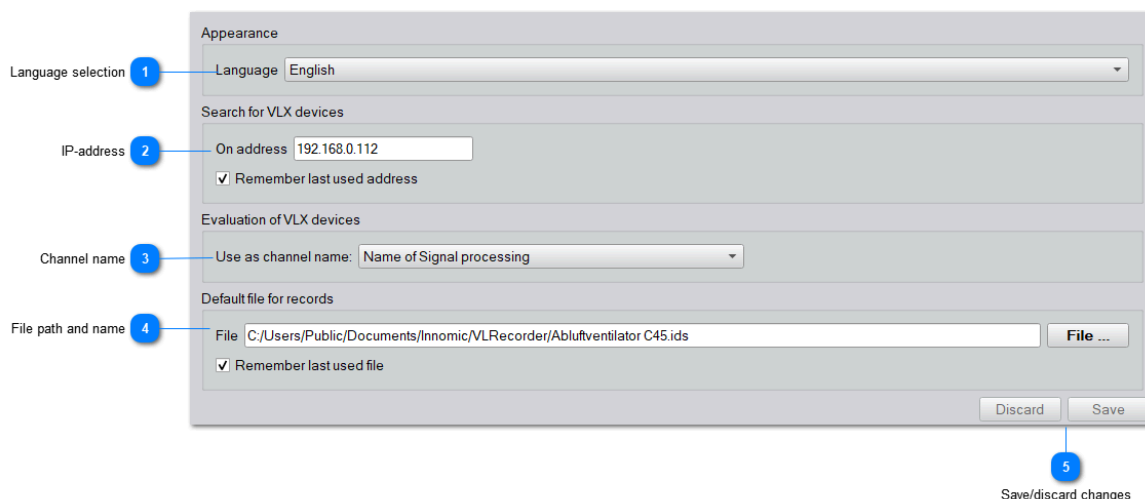 Appearance
Language selection 1 Language English
Search for VLX devices
IP-address 2 On address 192.168.0.112
Remember last used address
Evaluation of VLX devices
Channel name 3 Use as channel name: Name of Signal processing
Default file for records
File path and name 4 File C:/Users/Public/Documents/Innomic/VLRecorder/Abluftventilator C45.ids File ...
Remember last used file
Discard Save
5
Save/discard changes